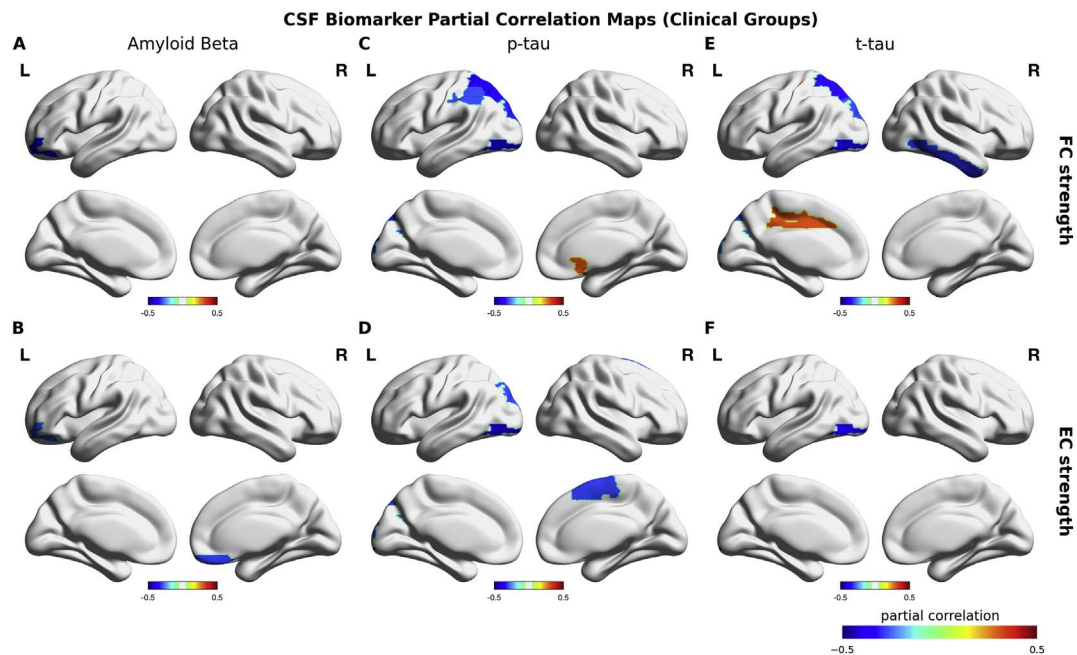 CSF Biomarker Partial Correlation Maps (Clinical Groups)
A Amyloid Beta C p-tau E t-tau
L R L R L R
FC strength
-0.5 0.5 -0.5 0.5 -0.5 0.5
B D F
L R L R L R
EC strength
-0.5 0.5 -0.5 0.5 -0.5 0.5
partial correlation
−0.5 0.5